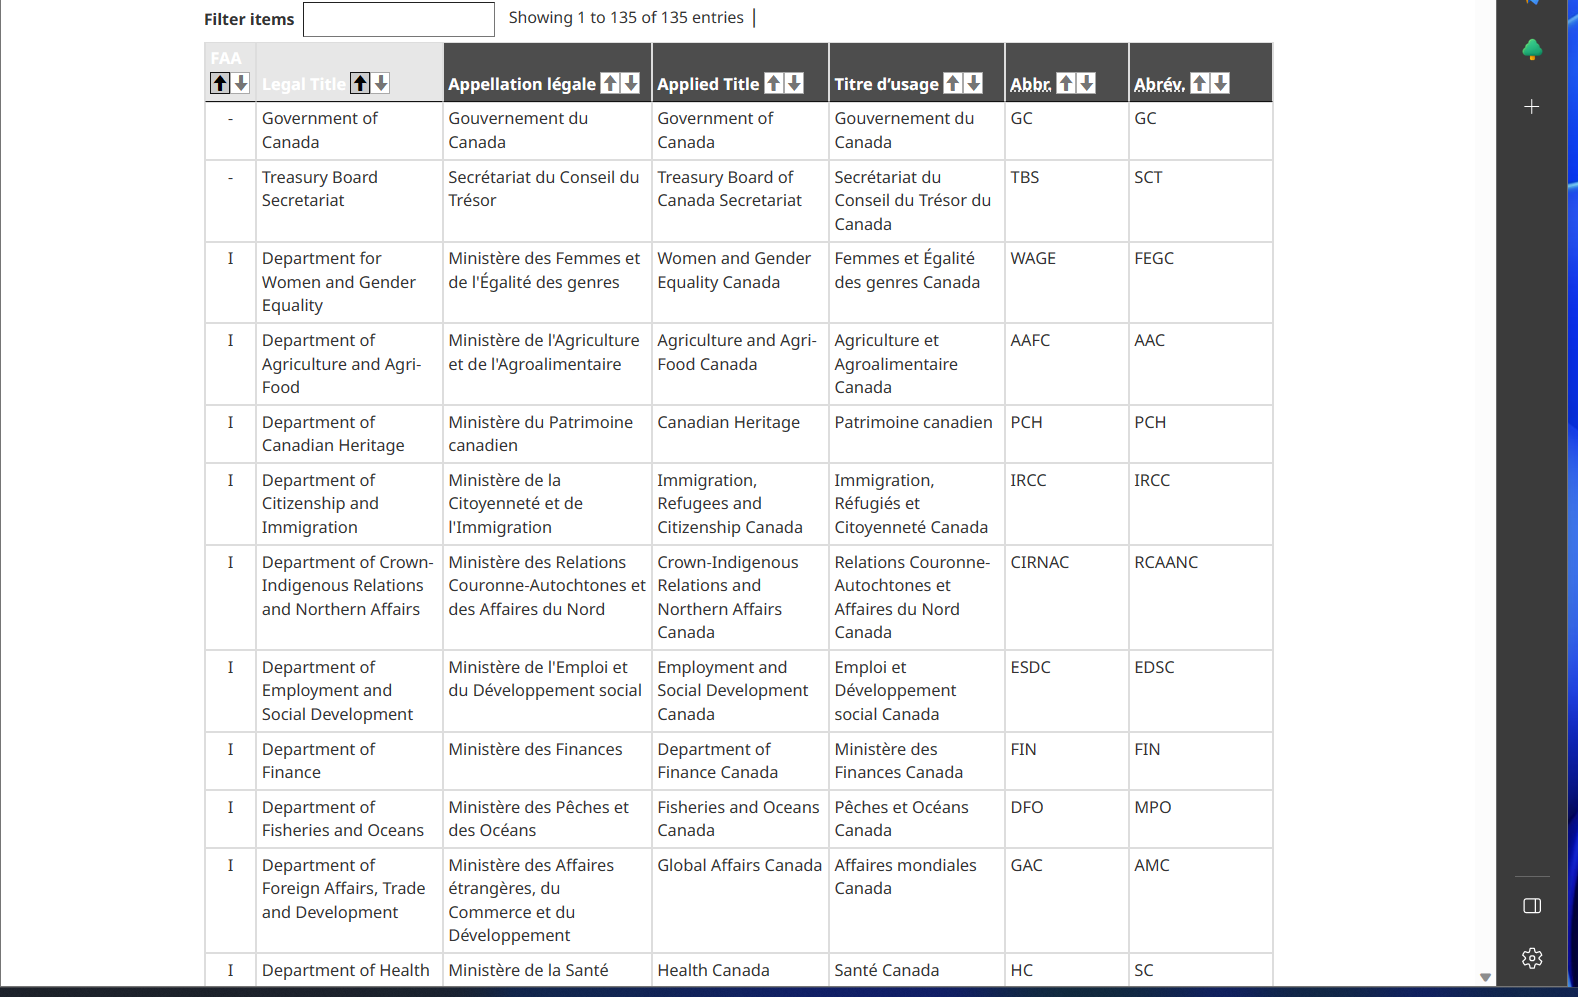 Filter items Showing 1 to 135 of 135 entries
FAA
Legal Title Appellation légale Applied Title Titre d’usage Abbr. Abrév.
- Government of Gouvernement du Government of Gouvernement du GC GC
Canada Canada Canada Canada
- Treasury Board Secrétariat du Conseil du Treasury Board of Secrétariat du TBS SCT
Secretariat Trésor Canada Secretariat Conseil du Trésor du
Canada
I Department for Ministère des Femmes et Women and Gender Femmes et Égalité WAGE FEGC
Women and Gender de l'Égalité des genres Equality Canada des genres Canada
Equality
I Department of Ministère de l'Agriculture Agriculture and Agri- Agriculture et AAFC AAC
Agriculture and Agri- et de l'Agroalimentaire Food Canada Agroalimentaire
Food Canada
I Department of Ministère du Patrimoine Canadian Heritage Patrimoine canadien PCH PCH
Canadian Heritage canadien
I Department of Ministère de la Immigration, Immigration, IRCC IRCC
Citizenship and Citoyenneté et de Refugees and Réfugiés et
Immigration l'Immigration Citizenship Canada Citoyenneté Canada
I Department of Crown- Ministère des Relations Crown-Indigenous Relations Couronne- CIRNAC RCAANC
Indigenous Relations Couronne-Autochtones et Relations and Autochtones et
and Northern Affairs des Affaires du Nord Northern Affairs Affaires du Nord
Canada Canada
I Department of Ministère de l'Emploi et Employment and Emploi et ESDC EDSC
Employment and du Développement social Social Development Développement
Social Development Canada social Canada
I Department of Ministère des Finances Department of Ministère des FIN FIN
Finance Finance Canada Finances Canada
I Department of Ministère des Pêches et Fisheries and Oceans Pêches et Océans DFO MPO
Fisheries and Oceans des Océans Canada Canada
I Department of Ministère des Affaires Global Affairs Canada Affaires mondiales GAC AMC
Foreign Affairs, Trade étrangères, du Canada
and Development Commerce et du
Développement
I Department of Health Ministère de la Santé Health Canada Santé Canada HC SC